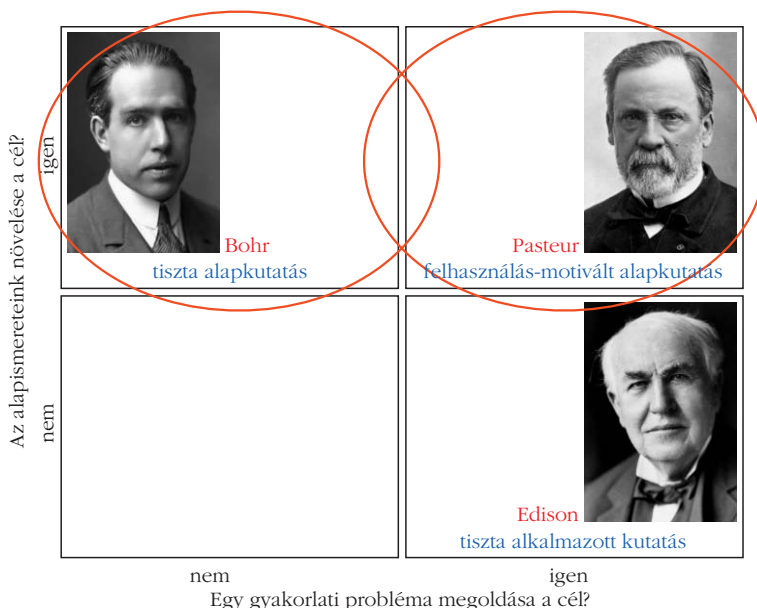 Az alapismereteink növelése a cél?
igen
nem
Bohr
tiszta alapkutatás
Pasteur
felhasználás-motivált alapkutatás
Edison
tiszta alkalmazott kutatás
nem
igen
Egy gyakorlati probléma megoldása a cél?